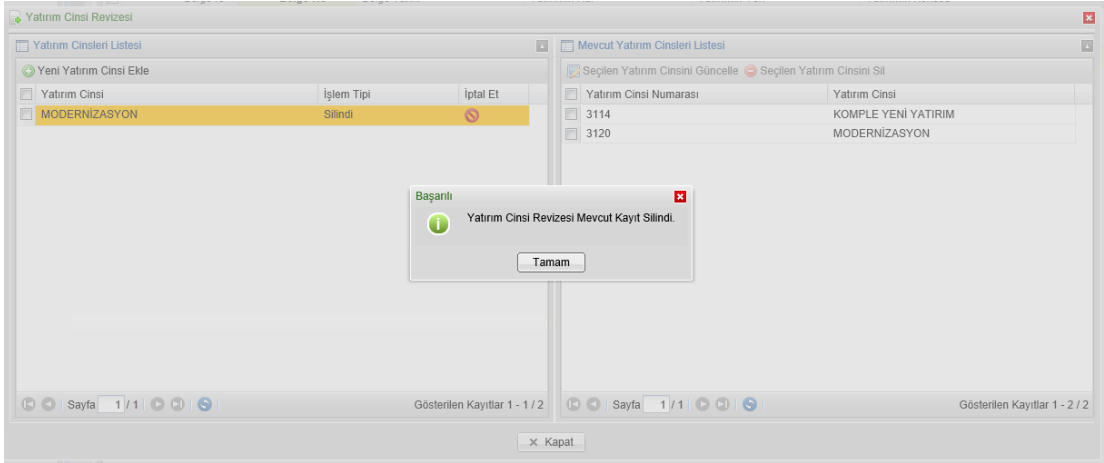 Yatırım Cinsi Revizesi
Yatırım Cinsleri Listesi
Yeni Yatırım Cinsi Ekle
Yatırım Cinsi İşlem Tipi İptal Et
MODERNİZASYON Silindi
Sayfa 1 / 1 Gösterilen Kayıtlar 1 - 1 / 2
Mevcut Yatırım Cinsleri Listesi
Seçilen Yatırım Cinsini Güncelle Seçilen Yatırım Cinsini Sil
Yatırım Cinsi Numarası Yatırım Cinsi
3114 KOMPLE YENİ YATIRIM
3120 MODERNİZASYON
Sayfa 1 / 1 Gösterilen Kayıtlar 1 - 2 / 2
Başarılı
Yatırım Cinsi Revizesi Mevcut Kayıt Silindi.
Tamam
Kapat